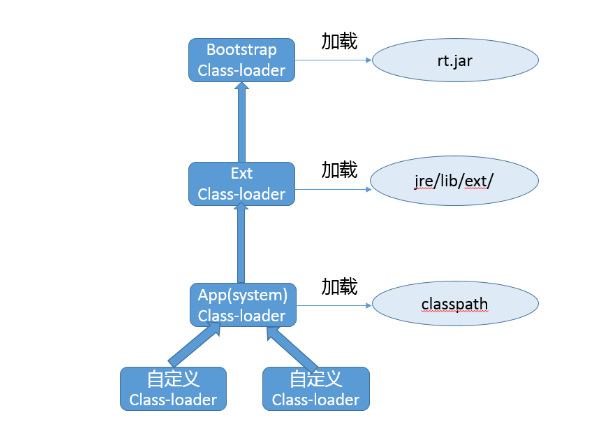 Bootstrap
Class-loader
加载
rt.jar
Ext
Class-loader
加载
jre/lib/ext/
App(system)
Class-loader
加载
classpath
自定义
Class-loader
自定义
Class-loader